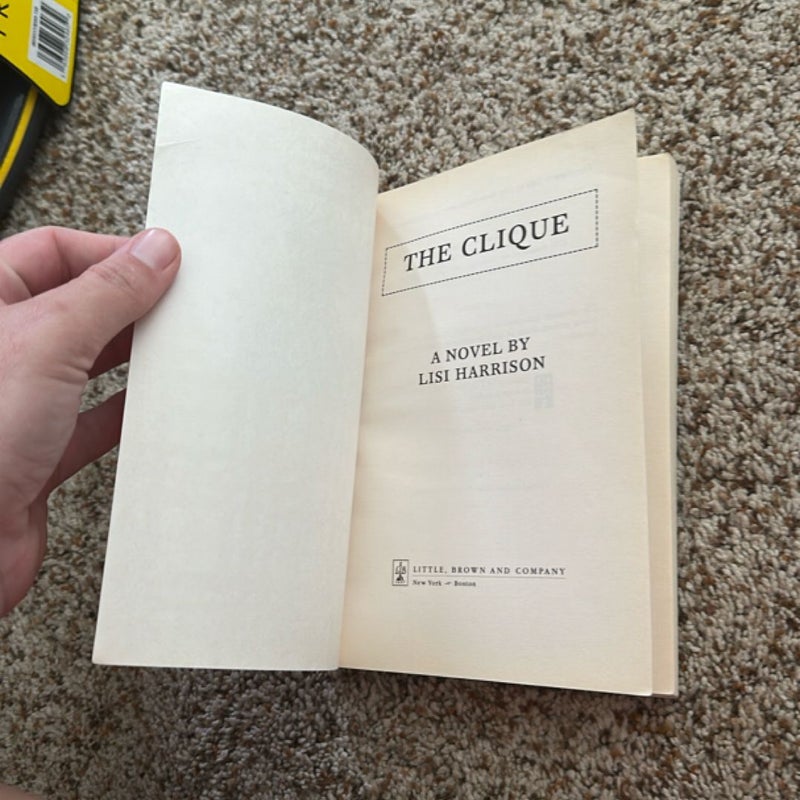 THE CLIQUE
A NOVEL BY
LISI HARRISON
LITTLE, BROWN AND COMPANY
New York Boston